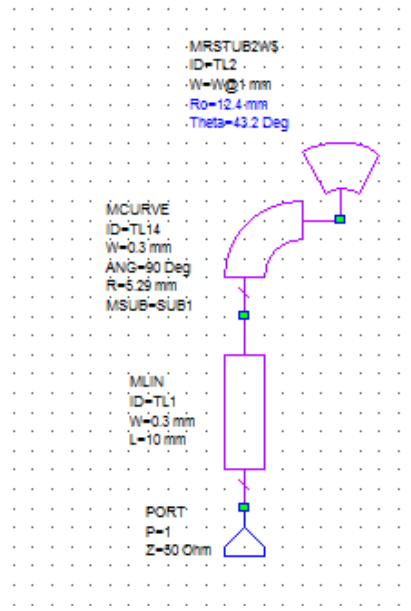 MRSTUB2W$
ID=TL2
W=W@1 mm
Ro=12.4 mm
Theta=43.2 Deg
MCURVE
ID=TL14
W=0.3 mm
ANG=90 Deg
R=5.29 mm
MSUB=SUB1
MLIN
ID=TL1
W=0.3 mm
L=10 mm
PORT
P=1
Z=50 Ohm